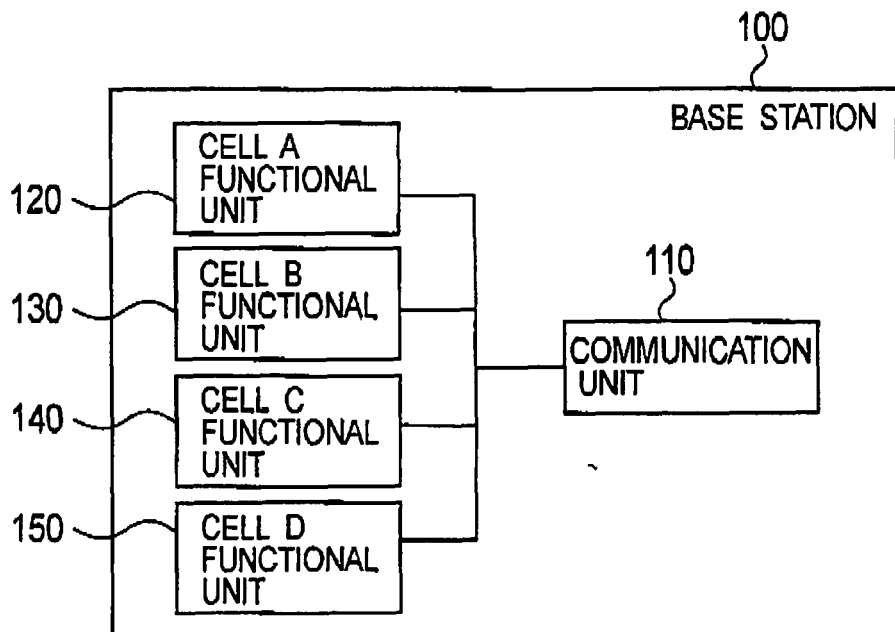 100
BASE STATION
CELL A
FUNCTIONAL
UNIT
120
CELL B
FUNCTIONAL
UNIT
130
110
COMMUNICATION
UNIT
CELL C
FUNCTIONAL
UNIT
140
CELL D
FUNCTIONAL
UNIT
150